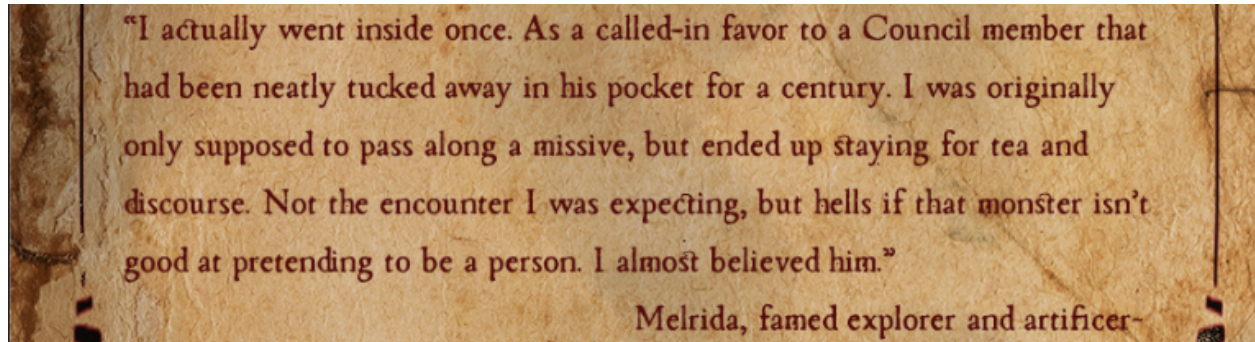 “I actually went inside once. As a called-in favor to a Council member that
had been neatly tucked away in his pocket for a century. I was originally
only supposed to pass along a missive, but ended up staying for tea and
discourse. Not the encounter I was expecting, but hells if that monster isn’t
good at pretending to be a person. I almost believed him.”
Melrida, famed explorer and artificer-